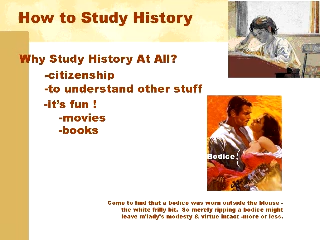 How to Study History
Why Study History At All?
-citizenship
-to understand other stuff
-it's fun !
-movies
-books
Bodice!
Come to find that a bodice was worn outside the blouse -
the white frilly bit. So merely ripping a bodice might
leave m'lady's modesty & virtue intact -more or less.